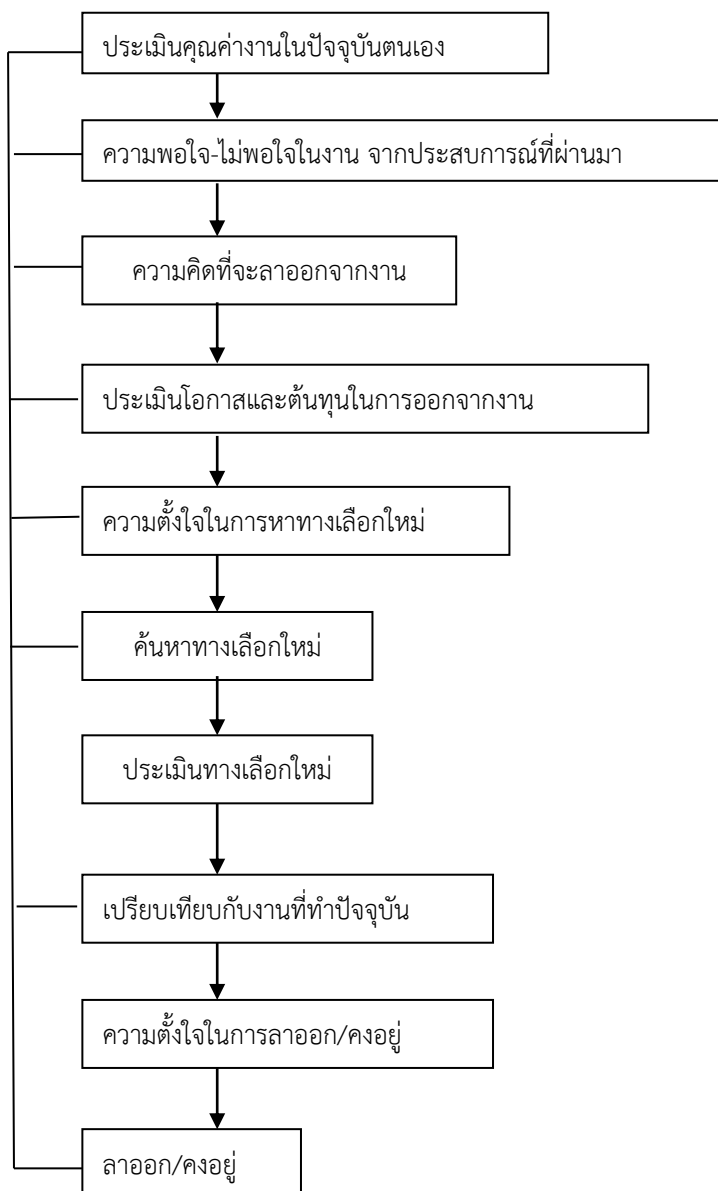 ประเมินคุณค่างานในปัจจุบันตนเอง
ความพอใจ-ไม่พอใจในงาน จากประสบการณ์ที่ผ่านมา
ความคิดที่จะลาออกจากงาน
ประเมินโอกาสและต้นทุนในการออกจากงาน
ความตั้งใจในการหาทางเลือกใหม่
ค้นหาทางเลือกใหม่
ประเมินทางเลือกใหม่
เปรียบเทียบกับงานที่ทำปัจจุบัน
ความตั้งใจในการลาออก/คงอยู่
ลาออก/คงอยู่